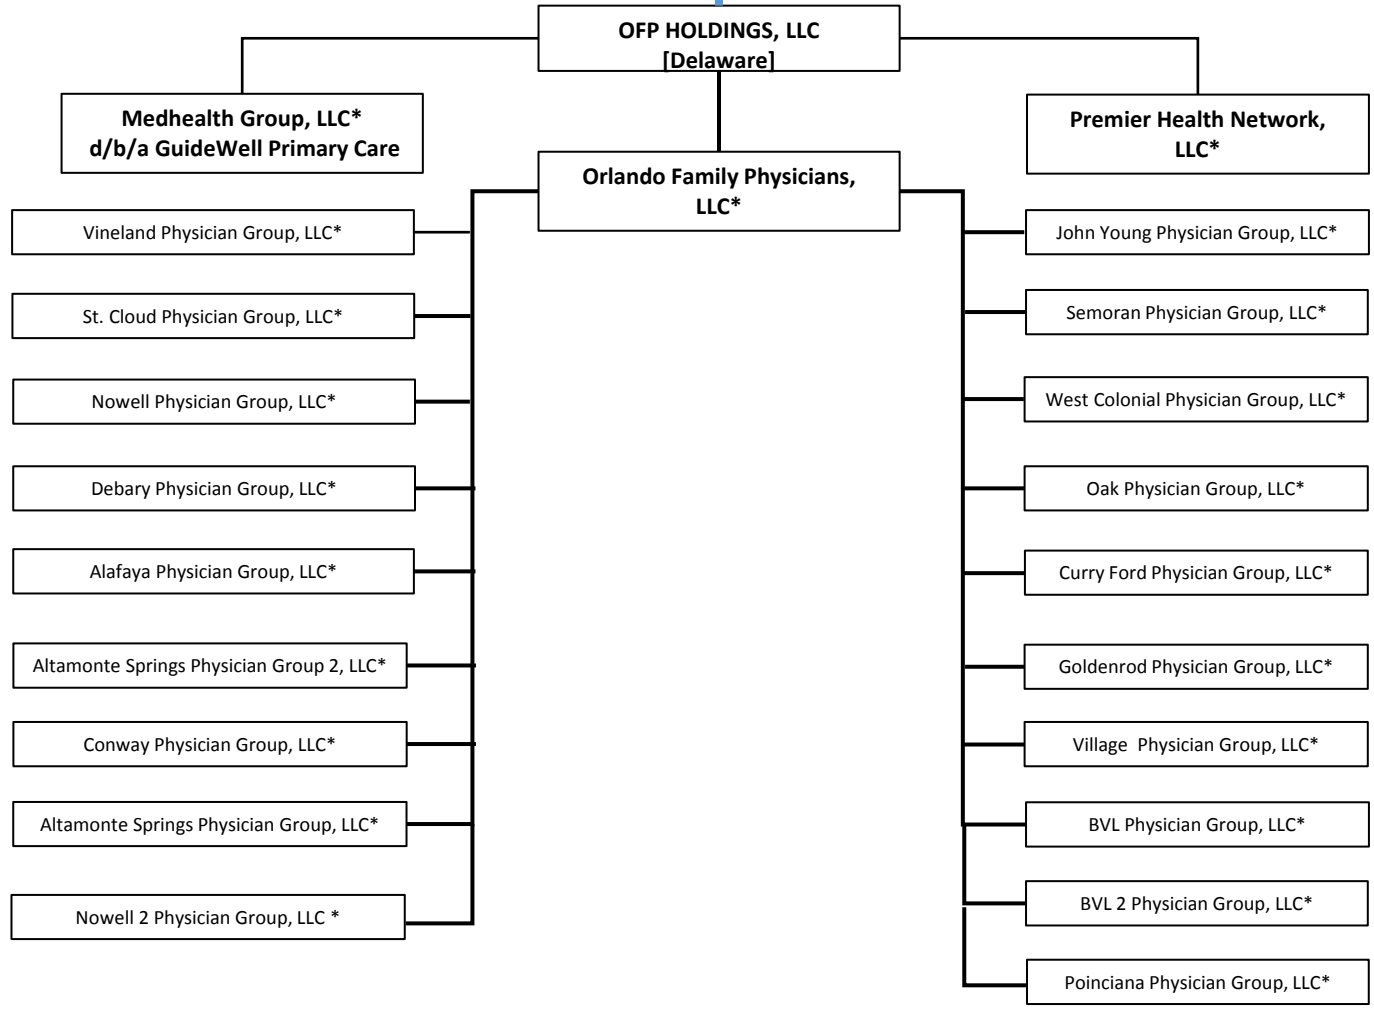 OFP HOLDINGS, LLC
[Delaware]
Medhealth Group, LLC*
d/b/a GuideWell Primary Care
Premier Health Network,
LLC*
Orlando Family Physicians,
LLC*
Vineland Physician Group, LLC*
St. Cloud Physician Group, LLC*
Nowell Physician Group, LLC*
Debary Physician Group, LLC*
Alafaya Physician Group, LLC*
Altamonte Springs Physician Group 2, LLC*
Conway Physician Group, LLC*
Altamonte Springs Physician Group, LLC*
Nowell 2 Physician Group, LLC *
John Young Physician Group, LLC*
Semoran Physician Group, LLC*
West Colonial Physician Group, LLC*
Oak Physician Group, LLC*
Curry Ford Physician Group, LLC*
Goldenrod Physician Group, LLC*
Village  Physician Group, LLC*
BVL Physician Group, LLC*
BVL 2 Physician Group, LLC*
Poinciana Physician Group, LLC*